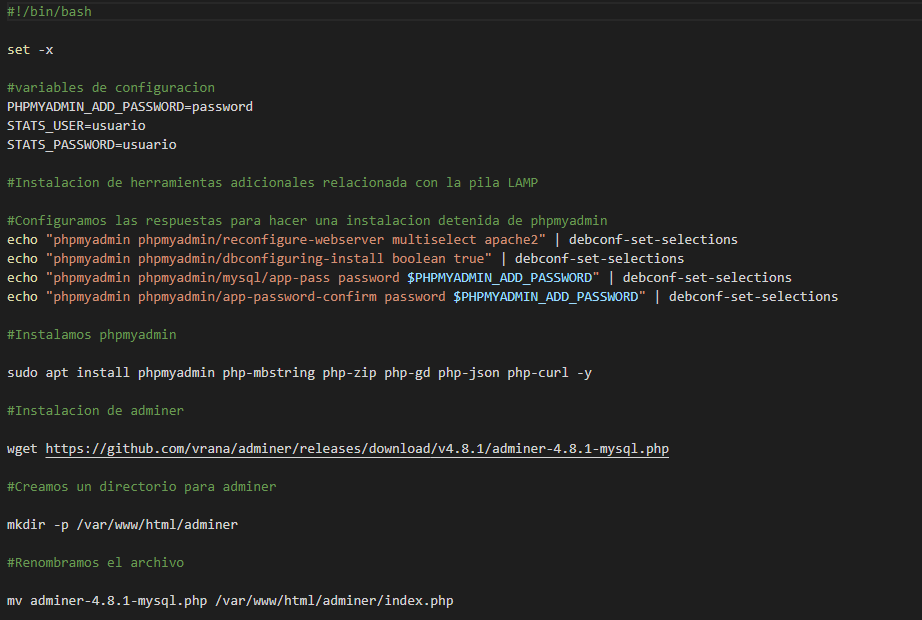 #!/bin/bash
set -x
#variables de configuracion
PHPMYADMIN_ADD_PASSWORD=password
STATS_USER=usuario
STATS_PASSWORD=usuario
#Instalacion de herramientas adicionales relacionada con la pila LAMP
#Configuramos las respuestas para hacer una instalacion detenida de phpmyadmin
echo "phpmyadmin phpmyadmin/reconfigure-webserver multiselect apache2" | debconf-set-selections
echo "phpmyadmin phpmyadmin/dbconfiguring-install boolean true" | debconf-set-selections
echo "phpmyadmin phpmyadmin/mysql/app-pass password $PHPMYADMIN_ADD_PASSWORD" | debconf-set-selections
echo "phpmyadmin phpmyadmin/app-password-confirm password $PHPMYADMIN_ADD_PASSWORD" | debconf-set-selections
#Instalamos phpmyadmin
sudo apt install phpmyadmin php-mbstring php-zip php-gd php-json php-curl -y
#Instalacion de adminer
wget https://github.com/vrana/adminer/releases/download/v4.8.1/adminer-4.8.1-mysql.php
#Creamos un directorio para adminer
mkdir -p /var/www/html/adminer
#Renombramos el archivo
mv adminer-4.8.1-mysql.php /var/www/html/adminer/index.php